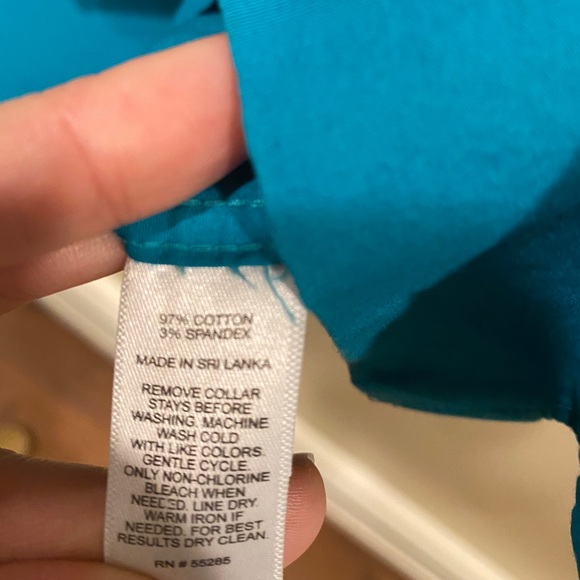 97% COTTON
3% SPANDEX
MADE IN SRI LANKA
REMOVE COLLAR
STAYS BEFORE
WASHING. MACHINE
WASH COLD
WITH LIKE COLORS.
GENTLE CYCLE.
ONLY NON-CHLORINE
BLEACH WHEN
NEEDED. LINE DRY.
WARM IRON IF
NEEDED. FOR BEST
RESULTS DRY CLEAN.
RN # 55285